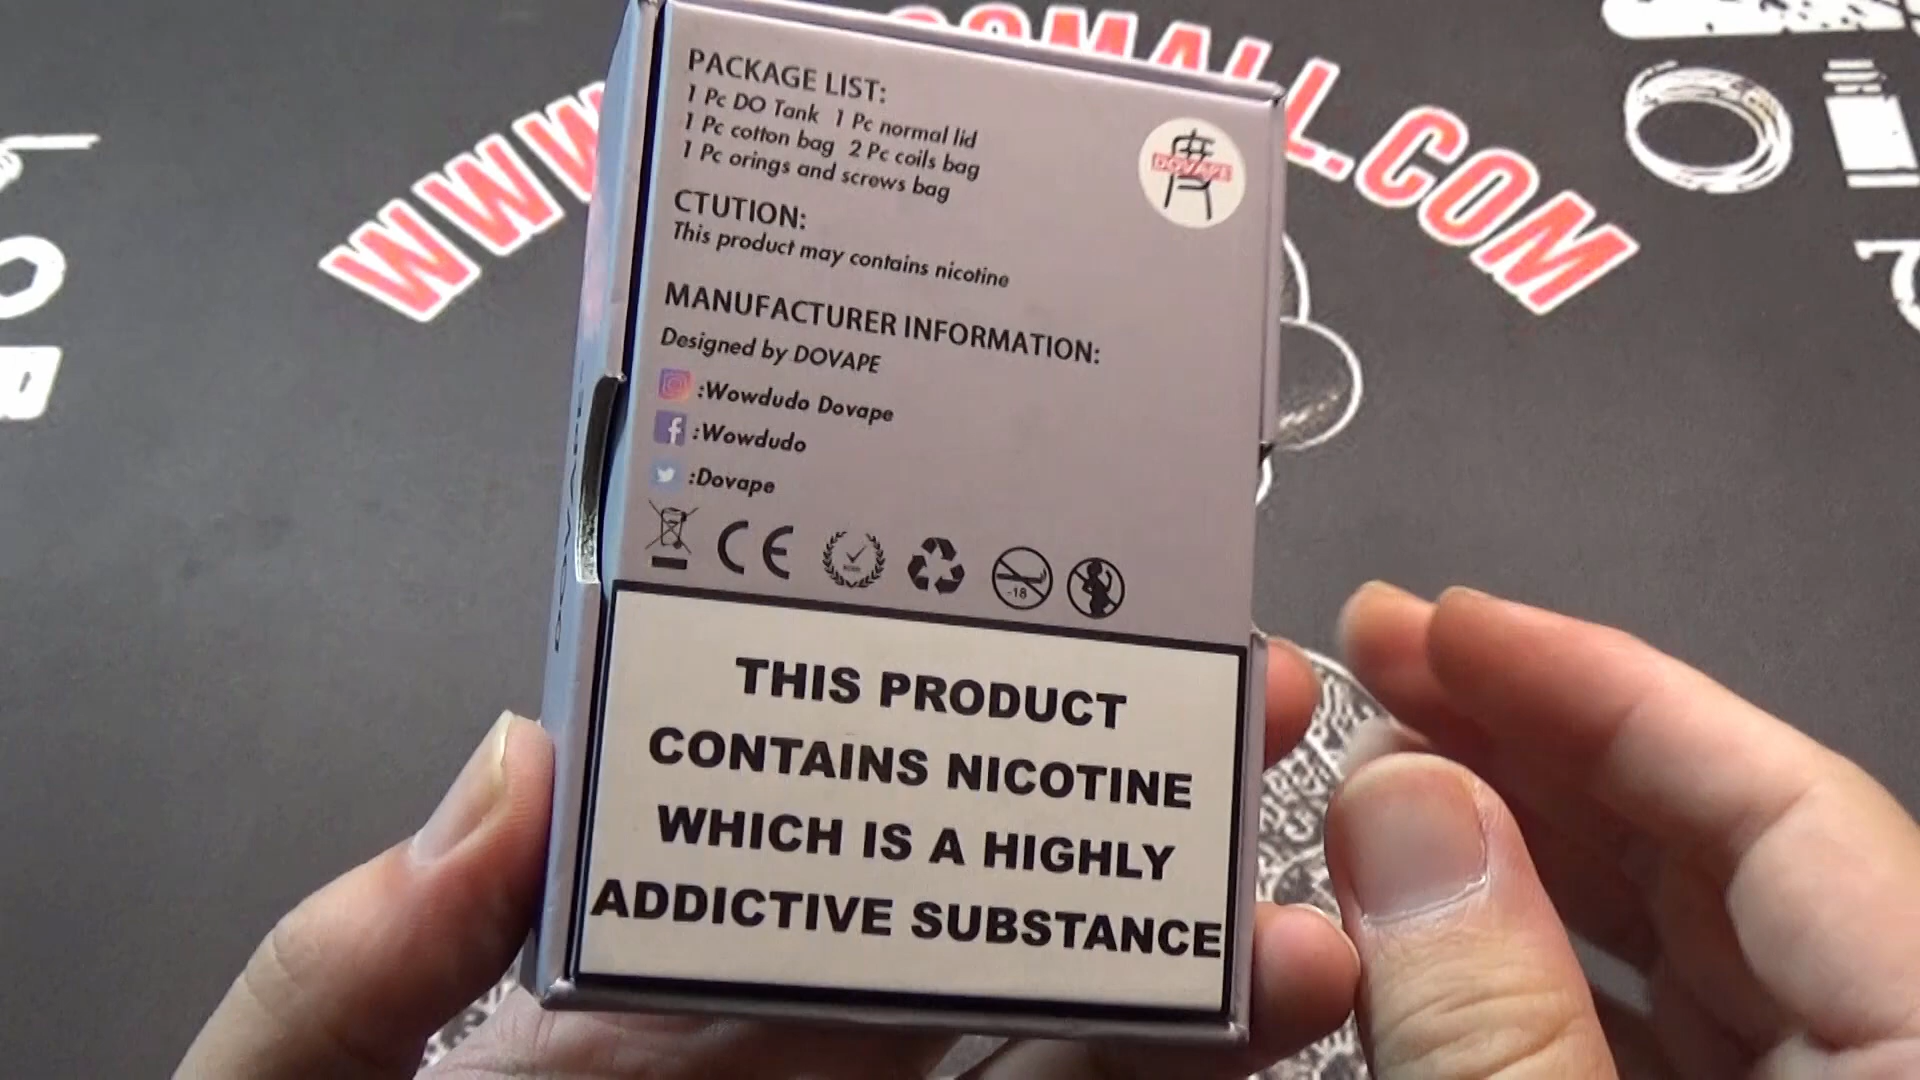 WWW
COMALL.COM
PACKAGE LIST:
1 Pc DO Tank 1 Pc normal lid
1 Pc cotton bag 2 Pc coils bag
1 Pc orings and screws bag
DOVAPE
CTUTION:
This product may contains nicotine
MANUFACTURER INFORMATION:
Designed by DOVAPE
:Wowdudo Dovape
:Wowdudo
:Dovape
CE
-18
THIS PRODUCT
CONTAINS NICOTINE
WHICH IS A HIGHLY
ADDICTIVE SUBSTANCE